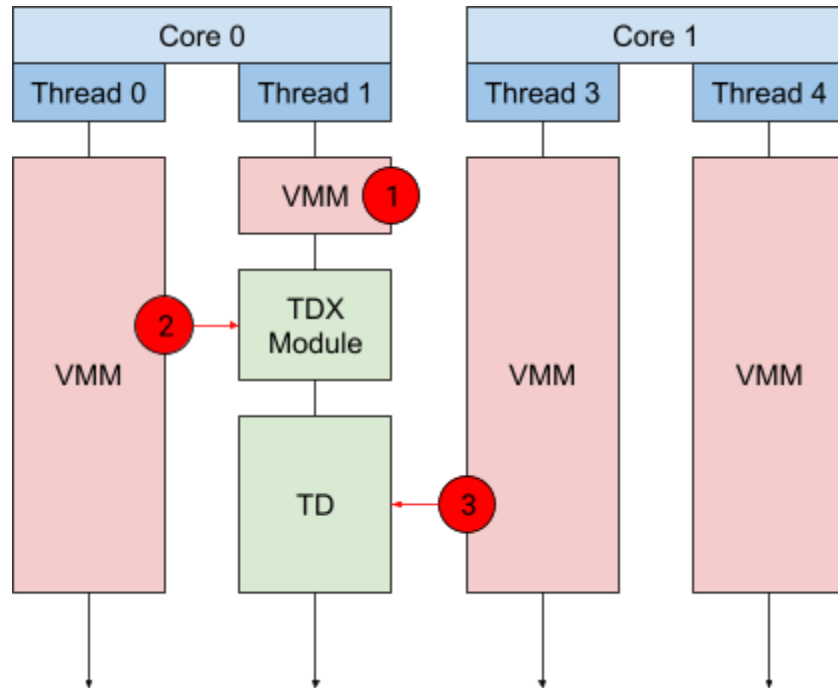 Core 0
Core 1
Thread 0
Thread 1
Thread 3
Thread 4
VMM
1
TDX
Module
2
VMM
VMM
VMM
TD
3